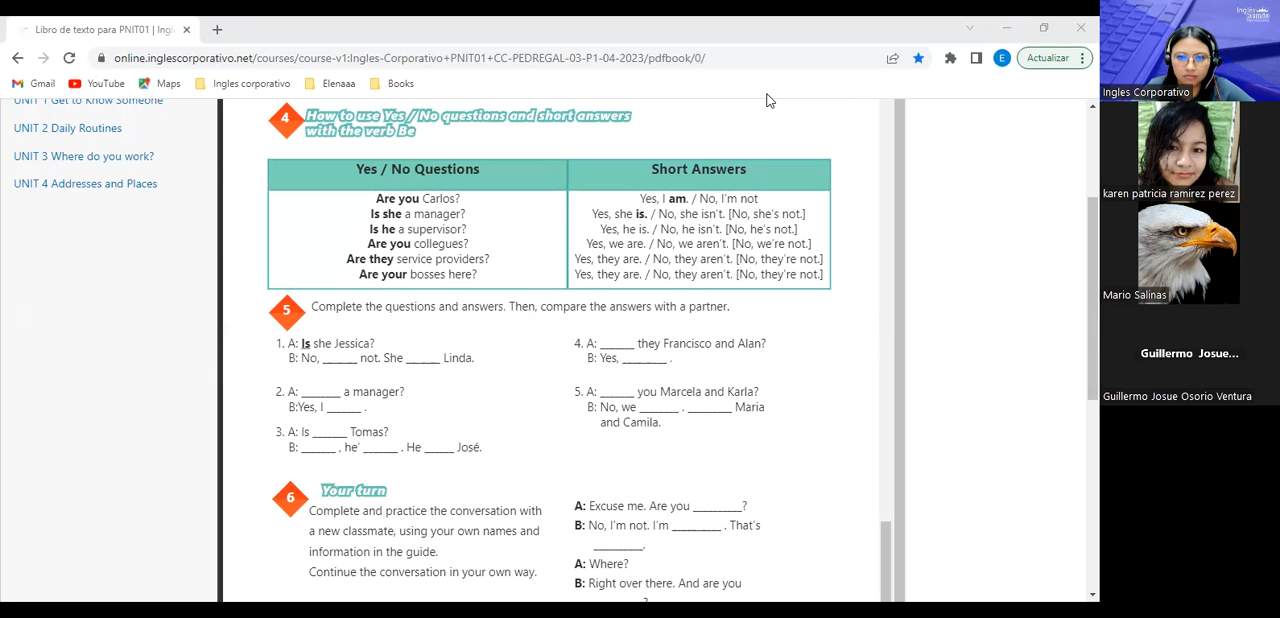 Libro de texto para PNIT01 | Ingl
online.inglescorporativo.net/courses/course-v1:Ingles-Corporativo+PNIT01+CC-PEDREGAL-03-P1-04-2023/pdfbook/0/
E
Actualizar
Gmail
YouTube
Maps
Ingles corporativo
Elenaaa
Books
UNIT 1 Get to Know Someone
UNIT 2 Daily Routines
UNIT 3 Where do you work?
UNIT 4 Addresses and Places
4 How to use Yes / No questions and short answers
with the verb Be
Yes / No Questions Short Answers
Are you Carlos? Yes, I am. / No, I'm not
Is she a manager? Yes, she is. / No, she isn't. [No, she's not.]
Is he a supervisor? Yes, he is. / No, he isn't. [No, he's not.]
Are you collegues? Yes, we are. / No, we aren't. [No, we're not.]
Are they service providers? Yes, they are. / No, they aren't. [No, they're not.]
Are your bosses here? Yes, they are. / No, they aren't. [No, they're not.]
5 Complete the questions and answers. Then, compare the answers with a partner.
1. A: Is she Jessica?
B: No, ______ not. She ______ Linda.
2. A: _______ a manager?
B:Yes, I ______ .
3. A: Is ______ Tomas?
B: ______ , he' ______ . He _____ José.
4. A: ______ they Francisco and Alan?
B: Yes, ________ .
5. A: ______ you Marcela and Karla?
B: No, we _______ . ________ Maria
and Camila.
6 Your turn
Complete and practice the conversation with
a new classmate, using your own names and
information in the guide.
Continue the conversation in your own way.
A: Excuse me. Are you _________?
B: No, I'm not. I'm _________ . That's
_________.
A: Where?
B: Right over there. And are you
Ingles
Ingles Corporativo
karen patricia ramirez perez
Mario Salinas
Guillermo Josue...
Guillermo Josue Osorio Ventura